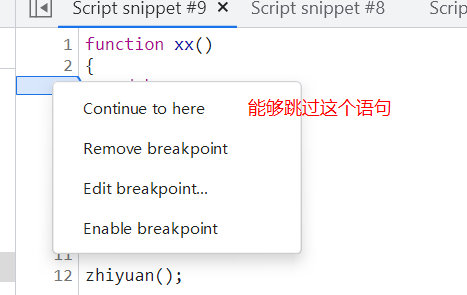 Script snippet #9 × Script snippet #8 Scri
1 function xx()
2 {
Continue to here 能够跳过这个语句
Remove breakpoint
Edit breakpoint...
Enable breakpoint
11
12 zhiyuan();